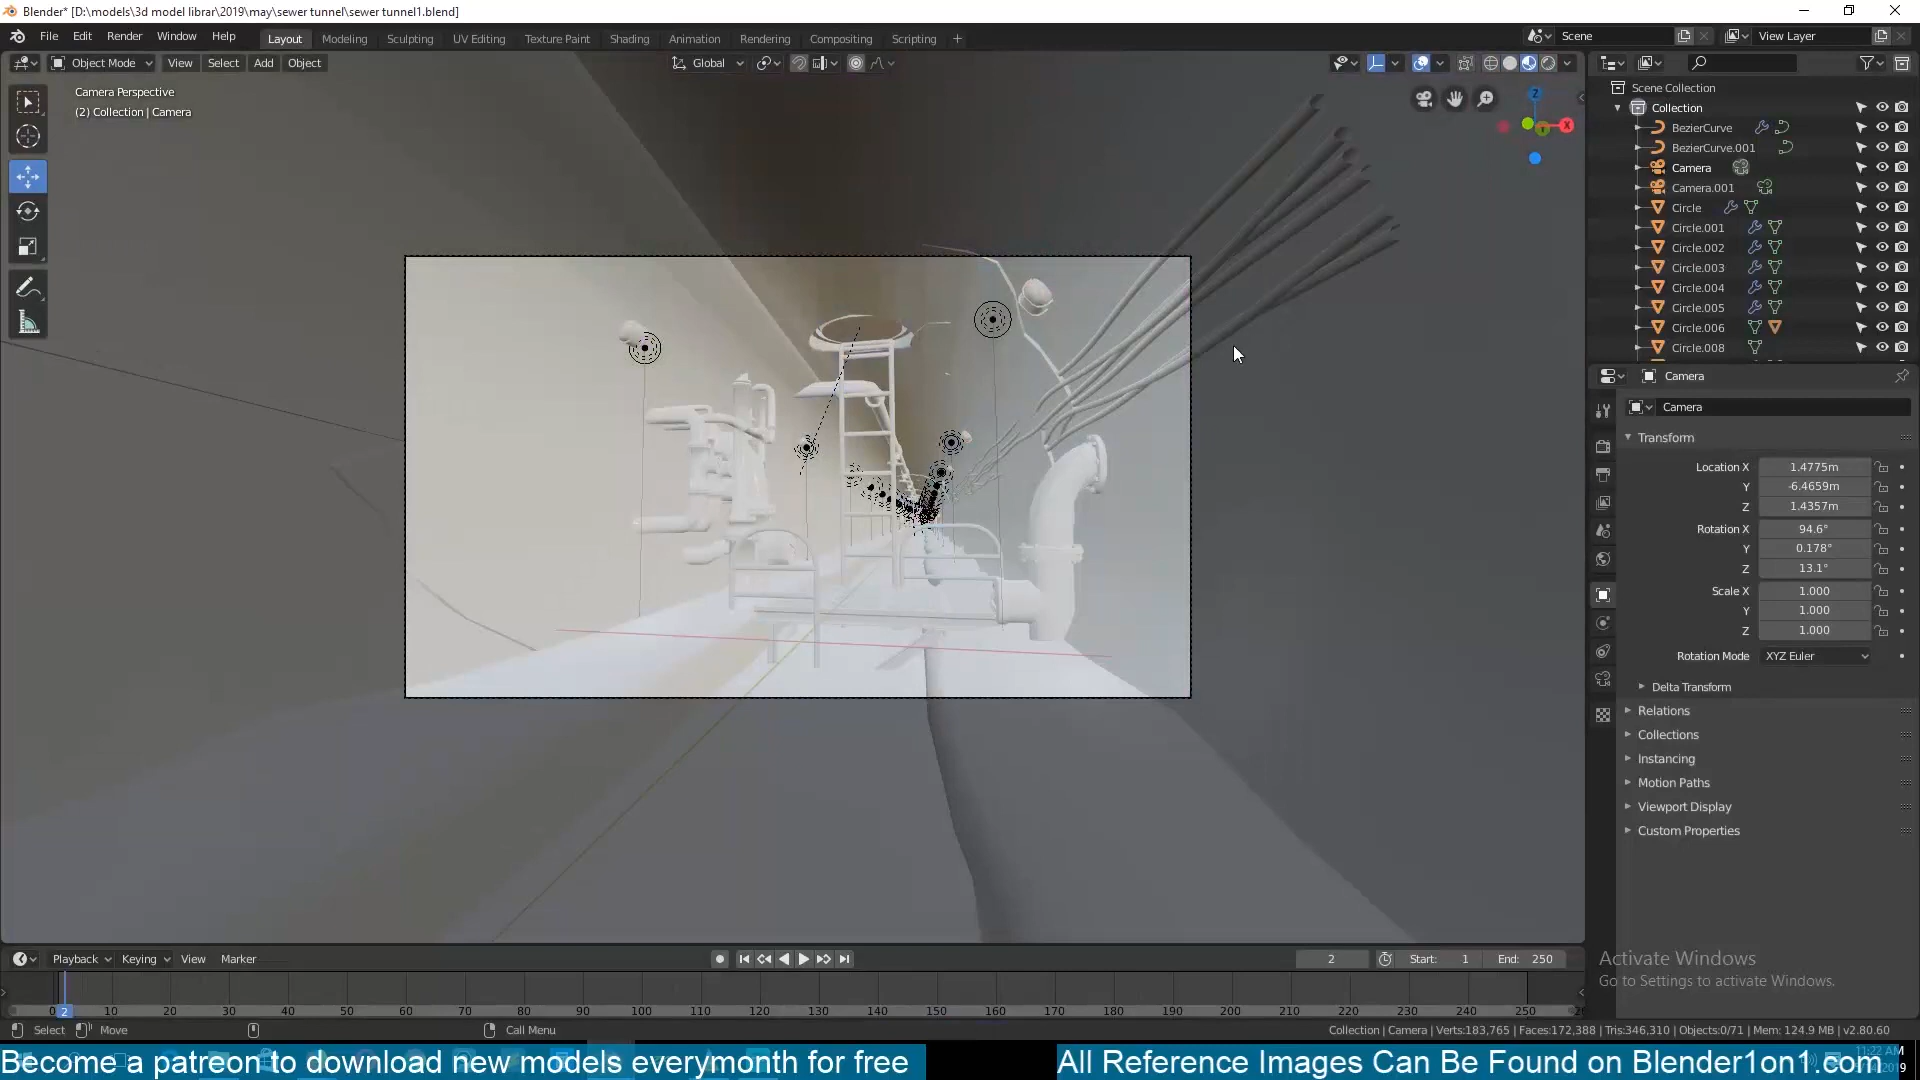 Blender* [D:\models\3d model librar\2019\may\sewer tunnel\sewer tunnel1.blend]
File Edit Render Window Help Layout Modeling Sculpting UV Editing Texture Paint Shading Animation Rendering Compositing Scripting + Scene View Layer
Object Mode View Select Add Object Global
Camera Perspective
(2) Collection | Camera
Z
X
Y
Scene Collection
Collection
BezierCurve
BezierCurve.001
Camera
Camera.001
Circle
Circle.001
Circle.002
Circle.003
Circle.004
Circle.005
Circle.006
Circle.008
Camera
Camera
Transform
Location X 1.4775m
Y -6.4659m
Z 1.4357m
Rotation X 94.6°
Y 0.178°
Z 13.1°
Scale X 1.000
Y 1.000
Z 1.000
Rotation Mode XYZ Euler
Delta Transform
Relations
Collections
Instancing
Motion Paths
Viewport Display
Custom Properties
Activate Windows
Go to Settings to activate Windows.
Playback Keying View Marker 2 Start: 1 End: 250
0 2 10 20 30 40 50 60 70 80 90 100 110 120 130 140 150 160 170 180 190 200 210 220 230 240 250
Select Move Call Menu Collection | Camera | Verts:183,765 | Faces:172,388 | Tris:346,310 | Objects:0/71 | Mem: 124.9 MB | v2.80.60
Become a patreon to download new models everymonth for free All Reference Images Can Be Found on Blender1on1.com
11:22 AM